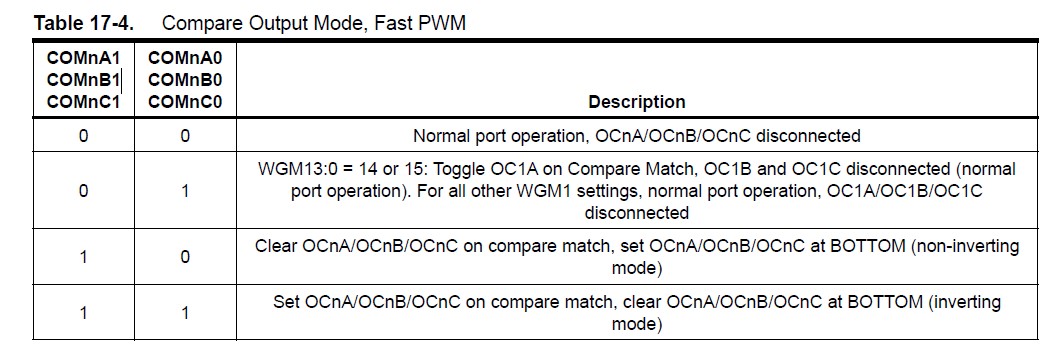 Table 17-4. Compare Output Mode, Fast PWM
COMnA1
COMnB1
COMnC1
COMnA0
COMnB0
COMnC0
Description
0 0 Normal port operation, OCnA/OCnB/OCnC disconnected
WGM13:0 = 14 or 15: Toggle OC1A on Compare Match, OC1B and OC1C disconnected (normal
0 1 port operation). For all other WGM1 settings, normal port operation, OC1A/OC1B/OC1C
disconnected
Clear OCnA/OCnB/OCnC on compare match, set OCnA/OCnB/OCnC at BOTTOM (non-inverting
1 0
mode)
Set OCnA/OCnB/OCnC on compare match, clear OCnA/OCnB/OCnC at BOTTOM (inverting
1 1
mode)